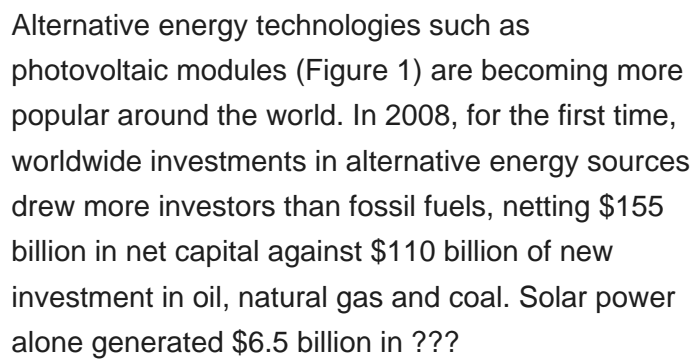 Alternative energy technologies such as
photovoltaic modules (Figure 1) are becoming more
popular around the world. In 2008, for the first time,
worldwide investments in alternative energy sources
drew more investors than fossil fuels, netting $155
billion in net capital against $110 billion of new
investment in oil, natural gas and coal. Solar power
alone generated $6.5 billion in ???